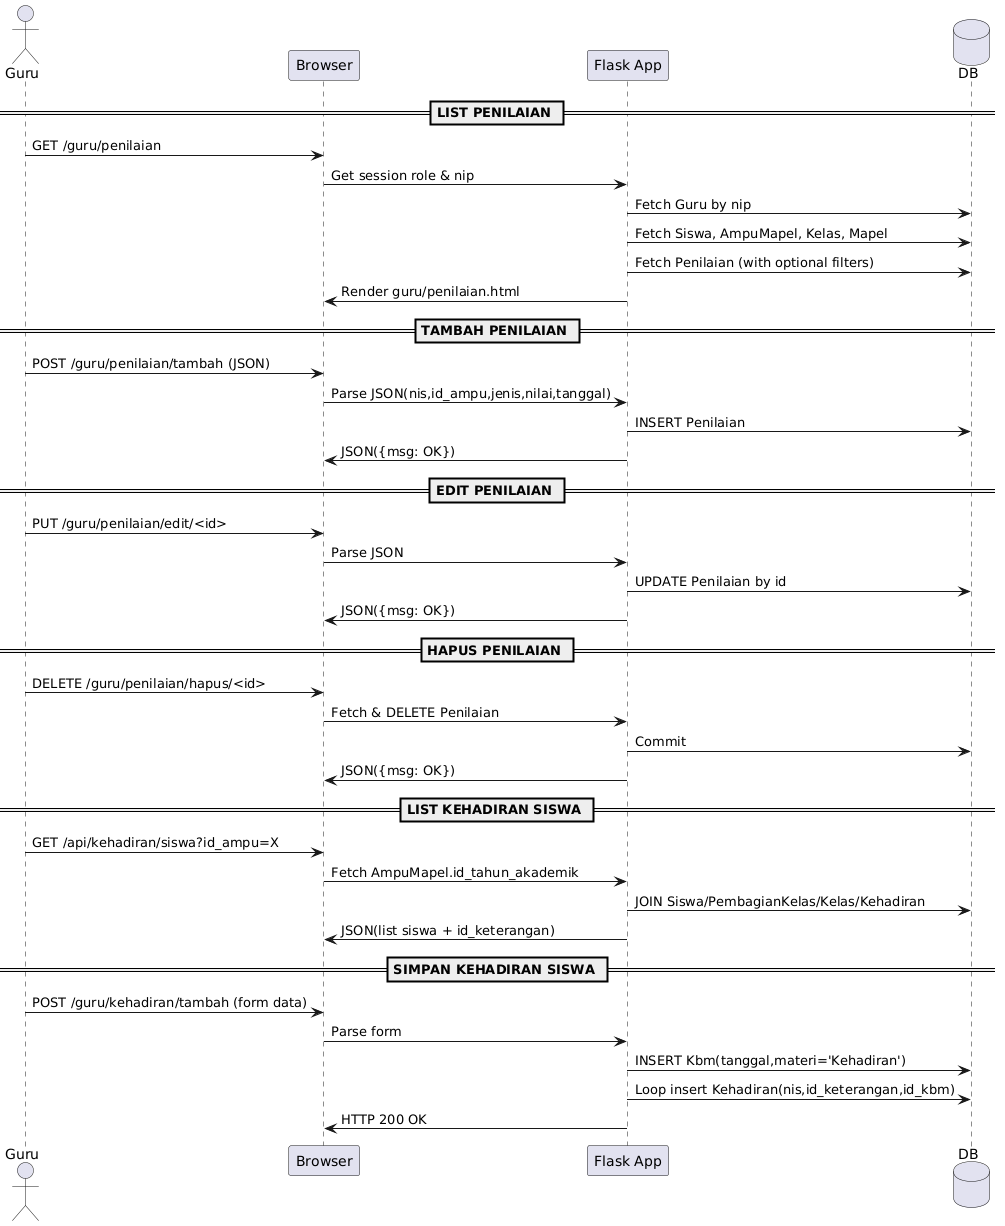 Guru
Browser
Flask App
DB
LIST PENILAIAN
GET /guru/penilaian
Get session role & nip
Fetch Guru by nip
Fetch Siswa, AmpuMapel, Kelas, Mapel
Fetch Penilaian (with optional filters)
Render guru/penilaian.html
TAMBAH PENILAIAN
POST /guru/penilaian/tambah (JSON)
Parse JSON(nis,id_ampu,jenis,nilai,tanggal)
INSERT Penilaian
JSON({msg: OK})
EDIT PENILAIAN
PUT /guru/penilaian/edit/<id>
Parse JSON
UPDATE Penilaian by id
JSON({msg: OK})
HAPUS PENILAIAN
DELETE /guru/penilaian/hapus/<id>
Fetch & DELETE Penilaian
Commit
JSON({msg: OK})
LIST KEHADIRAN SISWA
GET /api/kehadiran/siswa?id_ampu=X
Fetch AmpuMapel.id_tahun_akademik
JOIN Siswa/PembagianKelas/Kelas/Kehadiran
JSON(list siswa + id_keterangan)
SIMPAN KEHADIRAN SISWA
POST /guru/kehadiran/tambah (form data)
Parse form
INSERT Kbm(tanggal,materi='Kehadiran')
Loop insert Kehadiran(nis,id_keterangan,id_kbm)
HTTP 200 OK
Guru
Browser
Flask App
DB